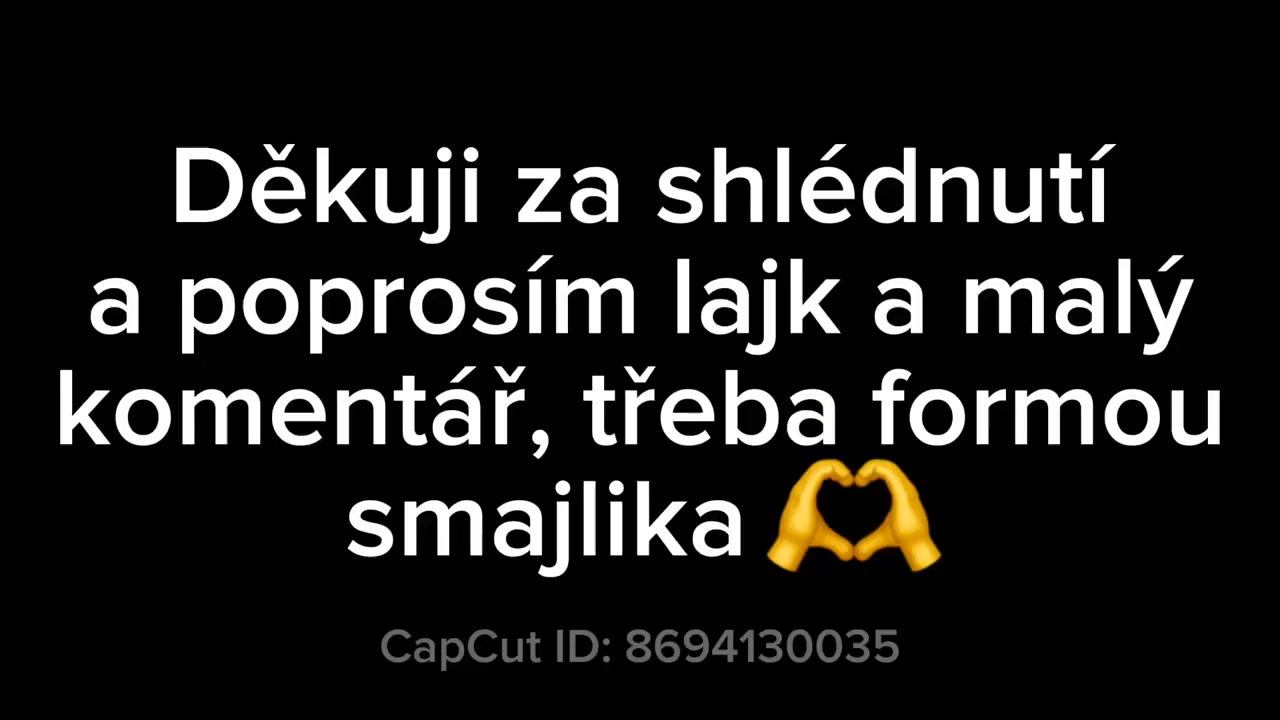 Děkuji za shlédnutí
a poprosím lajk a malý
komentář, třeba formou
smajlika 🫶
CapCut ID: 8694130035